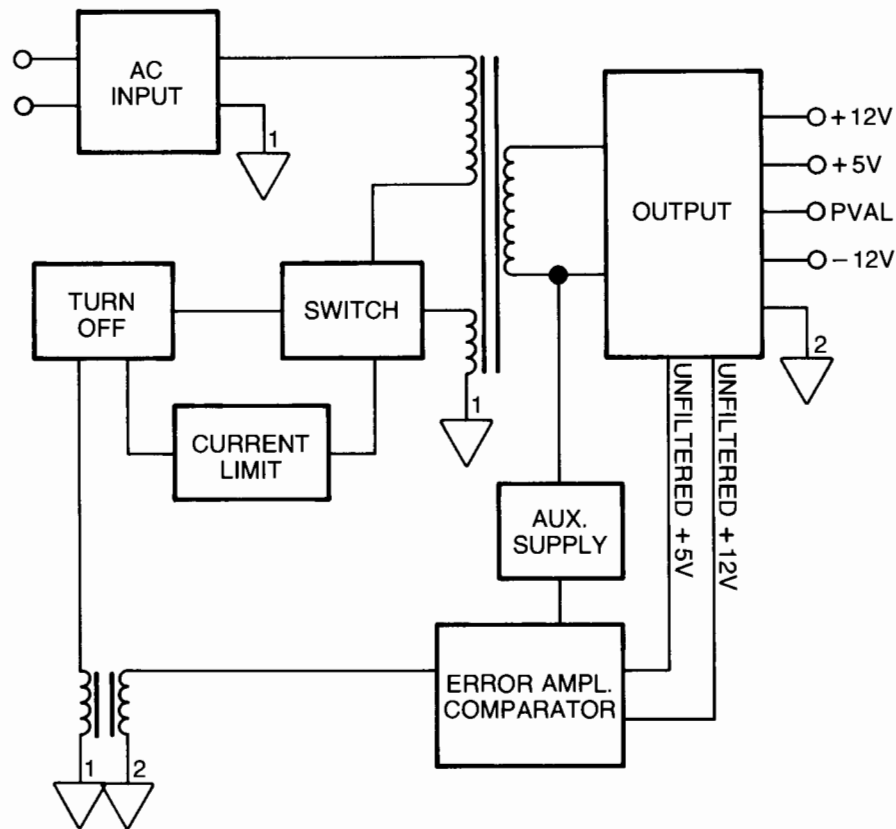 AC
INPUT
1
OUTPUT
+12V
+5V
PVAL
-12V
2
TURN
OFF
SWITCH
1
CURRENT
LIMIT
AUX.
SUPPLY
UNFILTERED +5V
UNFILTERED +12V
ERROR AMPL.
COMPARATOR
1
2